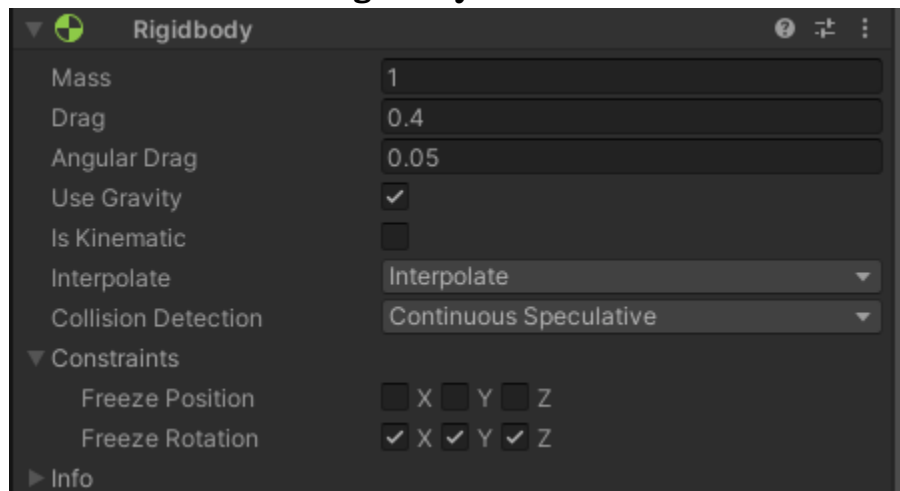 Rigidbody
Mass 1
Drag 0.4
Angular Drag 0.05
Use Gravity
Is Kinematic
Interpolate Interpolate
Collision Detection Continuous Speculative
Constraints
Freeze Position X Y Z
Freeze Rotation X Y Z
Info